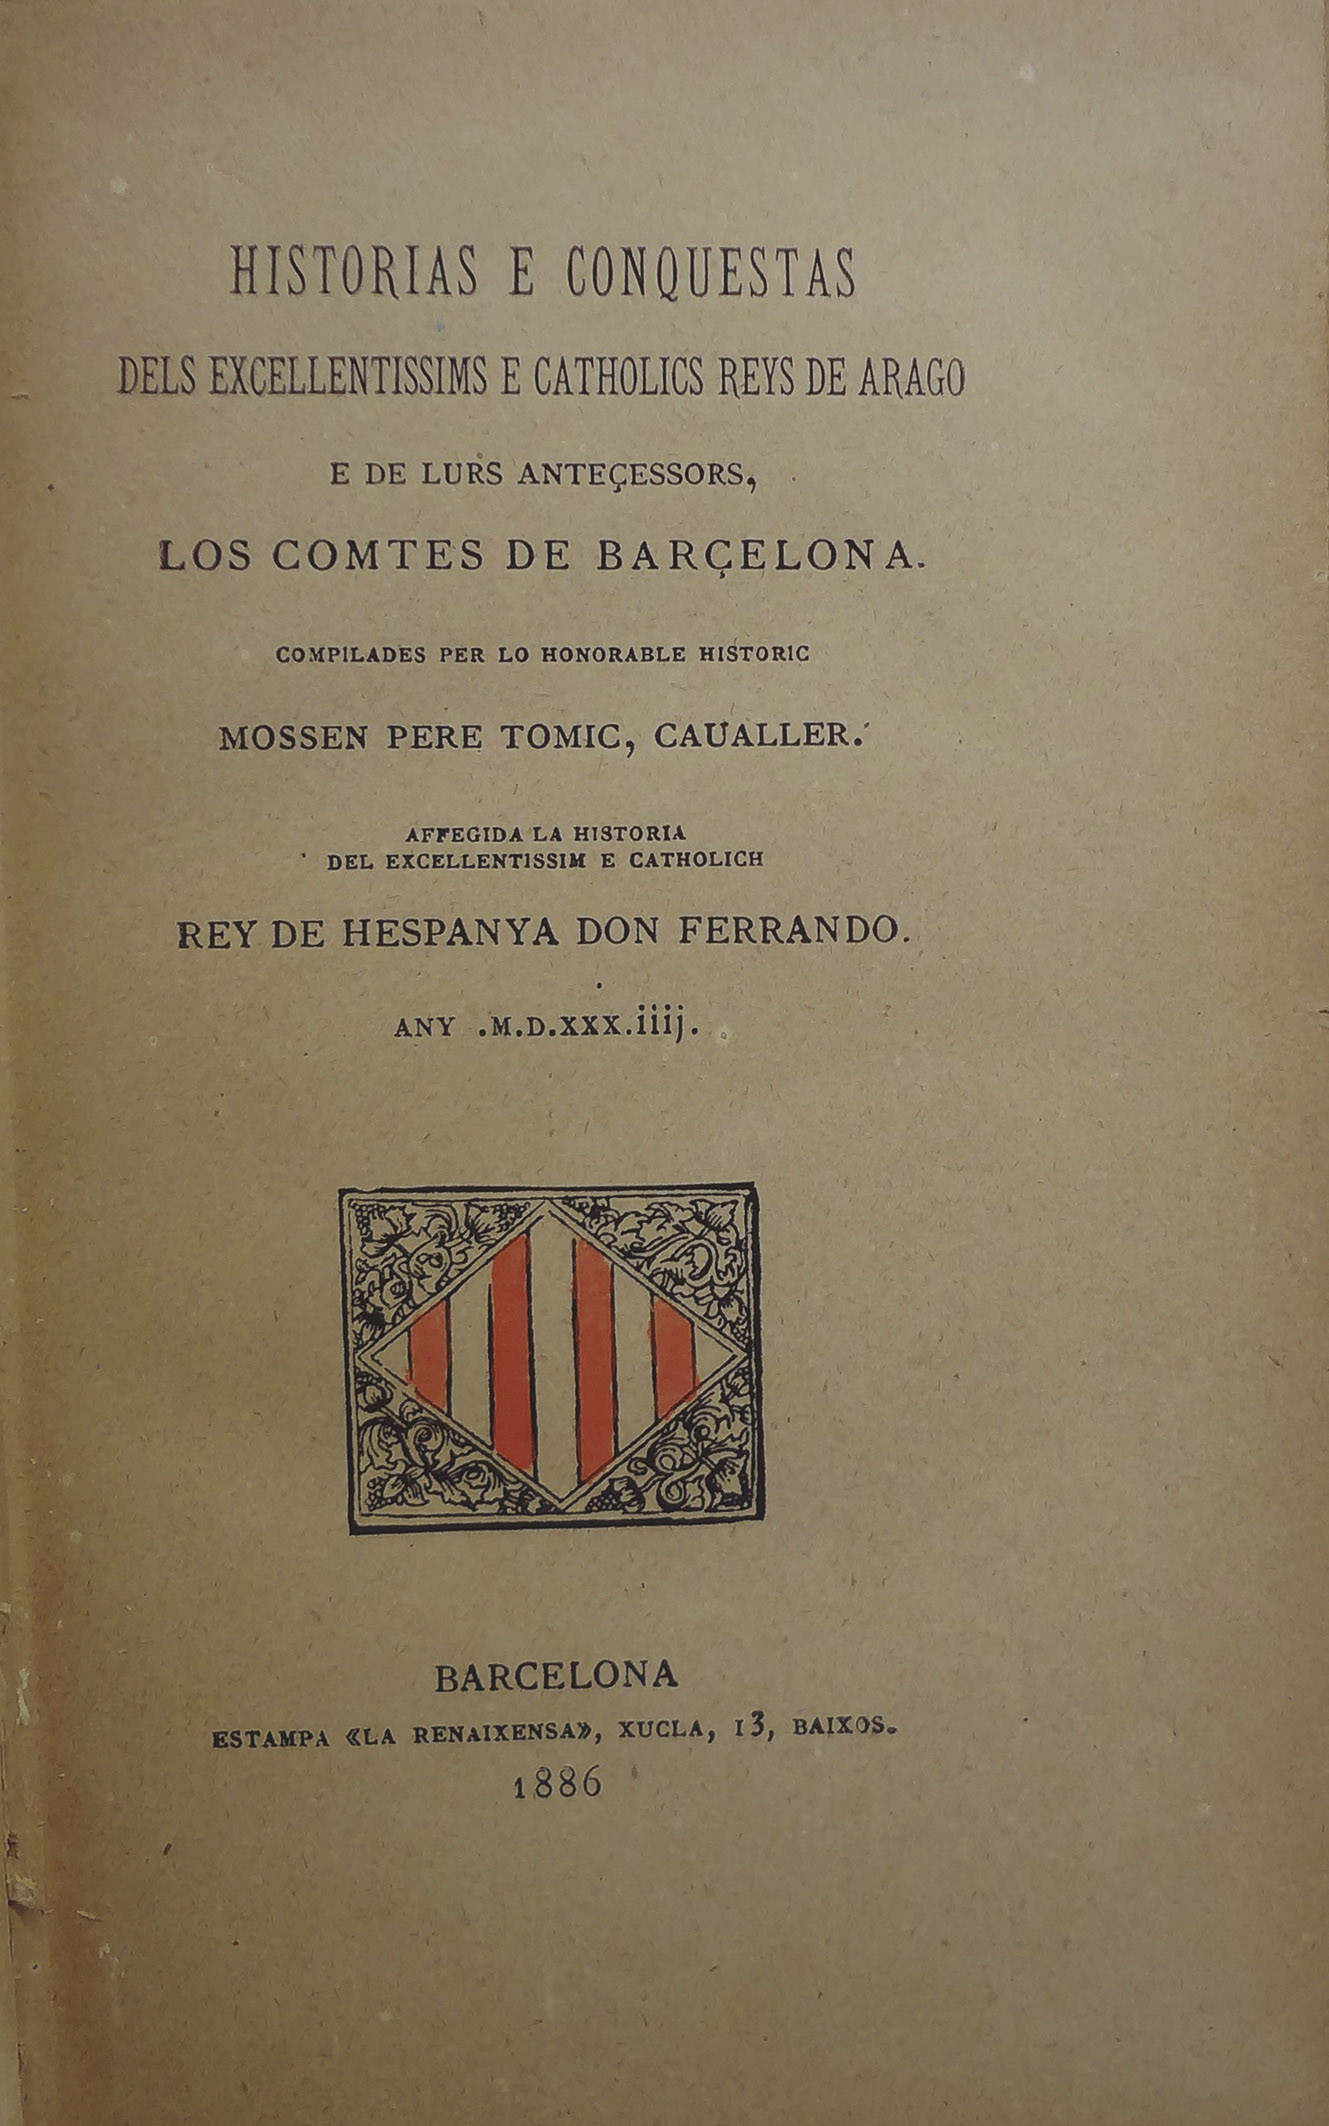 HISTORIAS E CONQUESTAS
DELS EXCELLENTISSIMS E CATHOLICS REYS DE ARAGO
E DE LURS ANTEÇESSORS,
LOS COMTES DE BARÇELONA.
COMPILADES PER LO HONORABLE HISTORIC
MOSSEN PERE TOMIC, CAUALLER.
AFFEGIDA LA HISTORIA
DEL EXCELLENTISSIM E CATHOLICH
REY DE HESPANYA DON FERRANDO.
ANY .M.D.XXX.iiij.
BARCELONA
ESTAMPA «LA RENAIXENSA», XUCLA, 13, BAIXOS.
1886